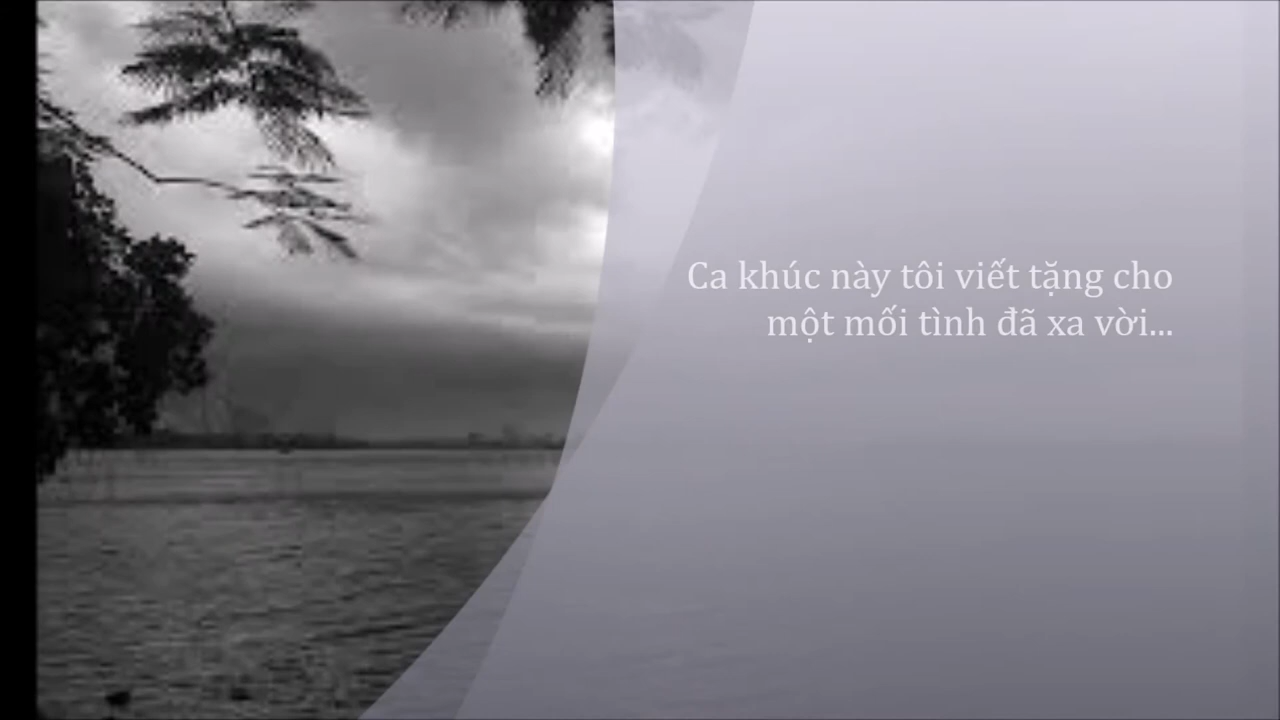 Ca khúc này tôi viết tặng cho
một mối tình đã xa vời...